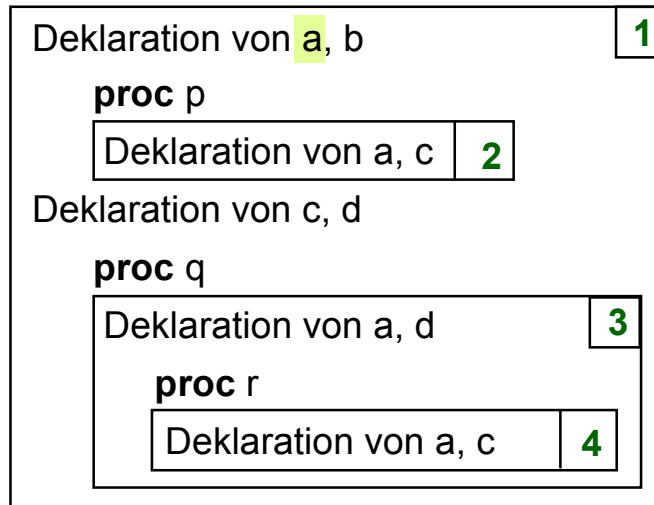 Deklaration von a, b 1
proc p
Deklaration von a, c 2
Deklaration von c, d
proc q
Deklaration von a, d 3
proc r
Deklaration von a, c 4